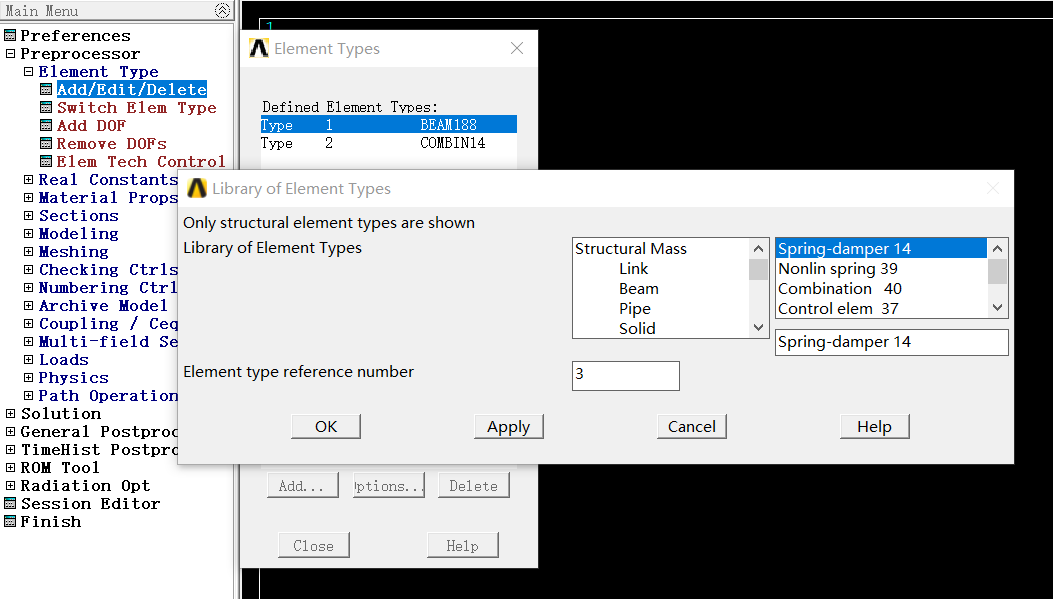 Main Menu
Preferences
Preprocessor
Element Type
Add/Edit/Delete
Switch Elem Type
Add DOF
Remove DOFs
Elem Tech Control
Real Constants
Material Props
Sections
Modeling
Meshing
Checking Ctrls
Numbering Ctrl
Archive Model
Coupling / Ceq
Multi-field Se
Loads
Physics
Path Operation
Solution
General Postproc
TimeHist Postpro
ROM Tool
Radiation Opt
Session Editor
Finish
1
Element Types
Defined Element Types:
Type 1 BEAM188
Type 2 COMBIN14
Library of Element Types
Only structural element types are shown
Library of Element Types
Structural Mass
Link
Beam
Pipe
Solid
Spring-damper 14
Nonlin spring 39
Combination 40
Control elem 37
Spring-damper 14
Element type reference number
3
OK Apply Cancel Help
Add... ptions... Delete
Close Help